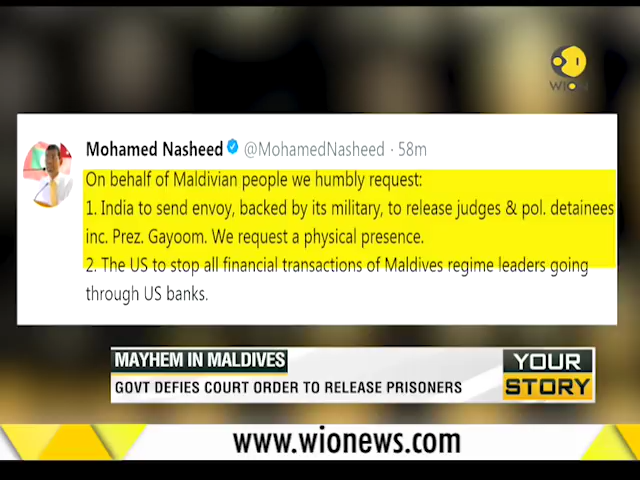 WION
Mohamed Nasheed @MohamedNasheed · 58m
On behalf of Maldivian people we humbly request:
1. India to send envoy, backed by its military, to release judges & pol. detainees
inc. Prez. Gayoom. We request a physical presence.
2. The US to stop all financial transactions of Maldives regime leaders going
through US banks.
MAYHEM IN MALDIVES
GOVT DEFIES COURT ORDER TO RELEASE PRISONERS
YOUR
STORY
www.wionews.com